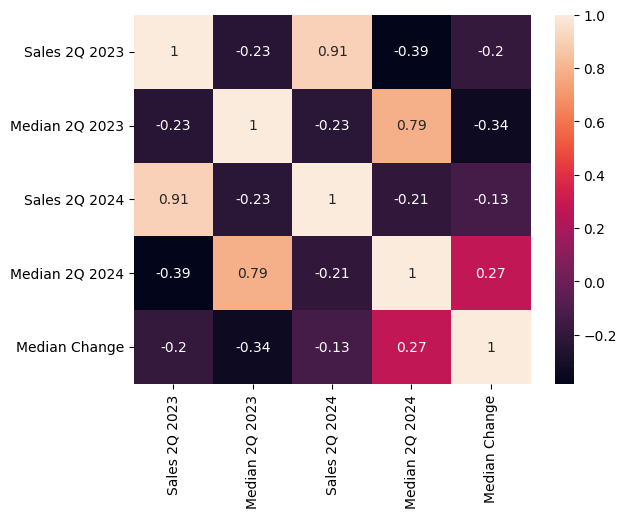 Sales 2Q 2023 1 -0.23 0.91 -0.39 -0.2
Median 2Q 2023 -0.23 1 -0.23 0.79 -0.34
Sales 2Q 2024 0.91 -0.23 1 -0.21 -0.13
Median 2Q 2024 -0.39 0.79 -0.21 1 0.27
Median Change -0.2 -0.34 -0.13 0.27 1
Sales 2Q 2023
Median 2Q 2023
Sales 2Q 2024
Median 2Q 2024
Median Change
1.0
0.8
0.6
0.4
0.2
0.0
−0.2